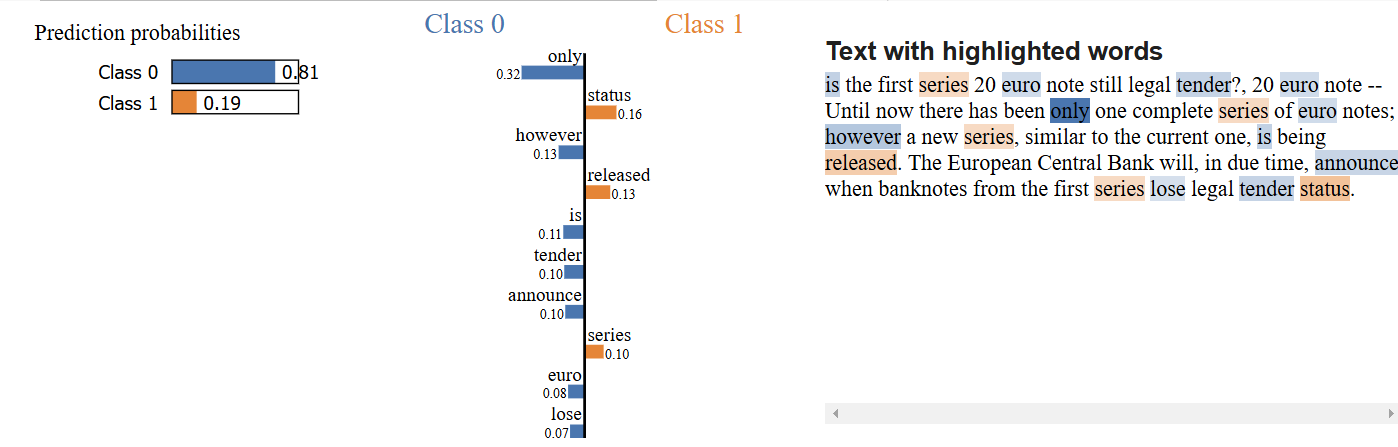 Prediction probabilities
Class 0 0.81
Class 1 0.19
Class 0
Class 1
only
0.32
status
0.16
however
0.13
released
0.13
is
0.11
tender
0.10
announce
0.10
series
0.10
euro
0.08
lose
0.07
Text with highlighted words
is the first series 20 euro note still legal tender?, 20 euro note --
Until now there has been only one complete series of euro notes;
however a new series, similar to the current one, is being
released. The European Central Bank will, in due time, announce
when banknotes from the first series lose legal tender status.